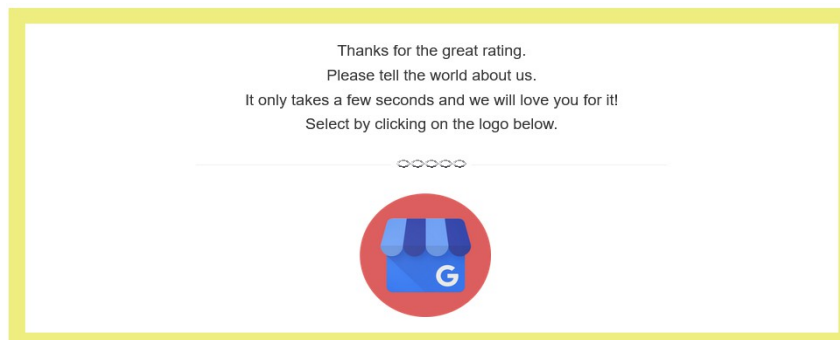 Thanks for the great rating.
Please tell the world about us.
It only takes a few seconds and we will love you for it!
Select by clicking on the logo below.
G